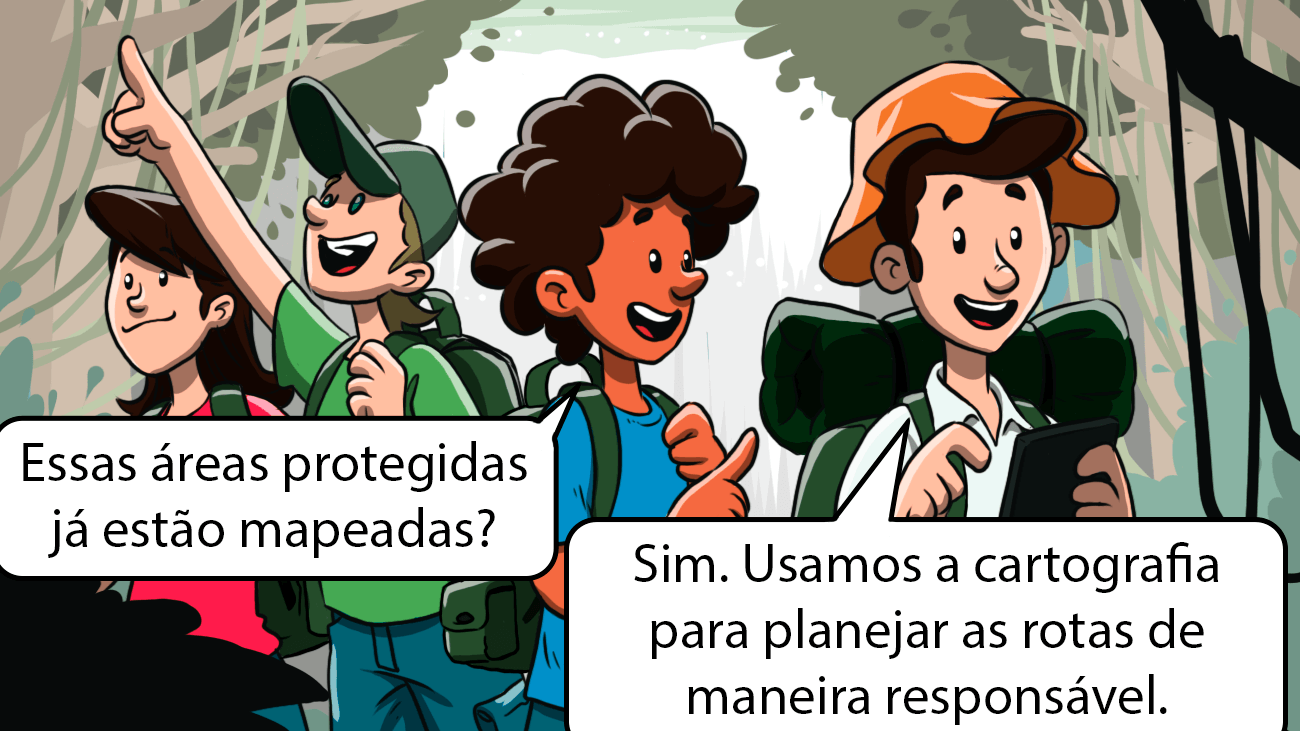 Essas áreas protegidas
já estão mapeadas?
Sim. Usamos a cartografia
para planejar as rotas de
maneira responsável.